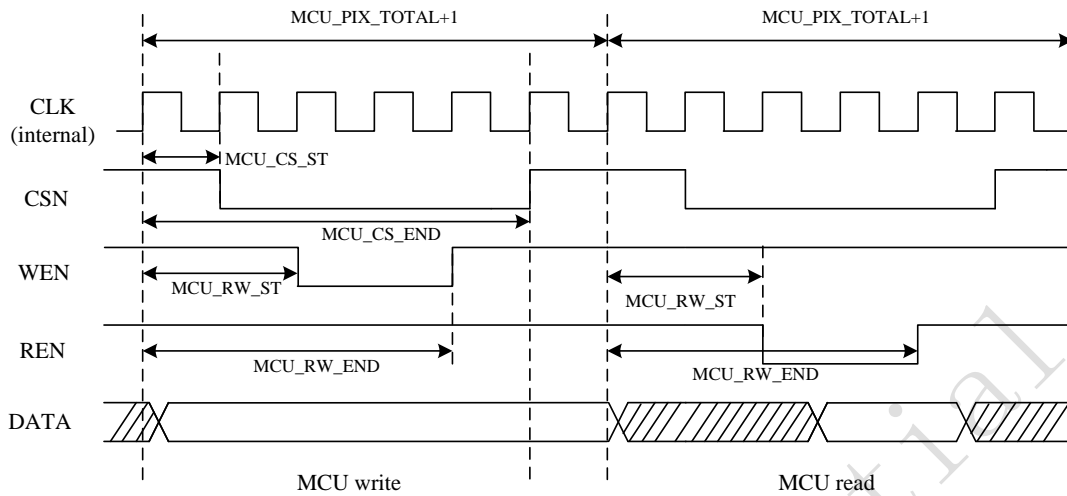 MCU_PIX_TOTAL+1 MCU_PIX_TOTAL+1
CLK
(internal)
MCU_CS_ST
CSN
MCU_CS_END
WEN
MCU_RW_ST MCU_RW_ST
REN
MCU_RW_END MCU_RW_END
DATA
MCU write MCU read
tial